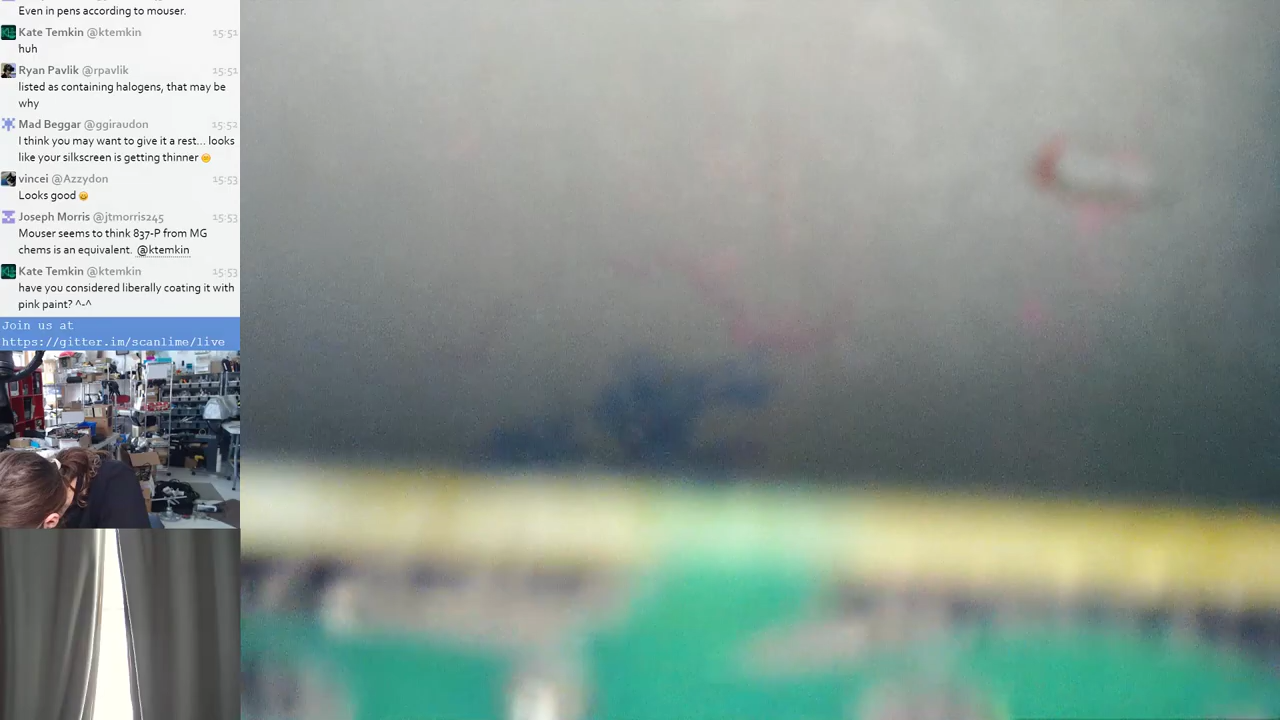 Even in pens according to mouser.
Kate Temkin @ktemkin 15:51
huh
Ryan Pavlik @rpavlik 15:51
listed as containing halogens, that may be
why
Mad Beggar @ggiraudon 15:52
I think you may want to give it a rest... looks
like your silkscreen is getting thinner
vincei @Azzydon 15:53
Looks good
Joseph Morris @jtmorris245 15:53
Mouser seems to think 837-P from MG
chems is an equivalent. @ktemkin
Kate Temkin @ktemkin 15:53
have you considered liberally coating it with
pink paint? ^-^
Join us at
https://gitter.im/scanlime/live